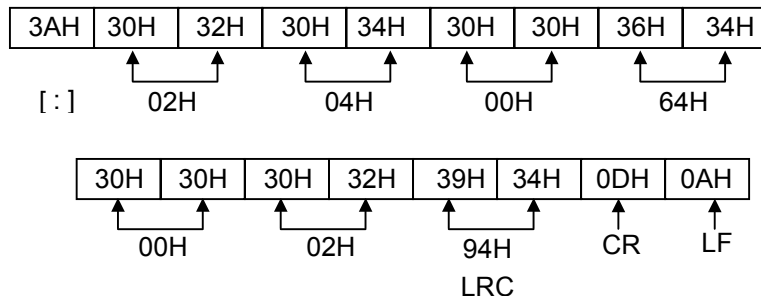 3AH 30H 32H 30H 34H 30H 30H 36H 34H
[ : ] 02H 04H 00H 64H
30H 30H 30H 32H 39H 34H 0DH 0AH
00H 02H 94H CR LF
LRC